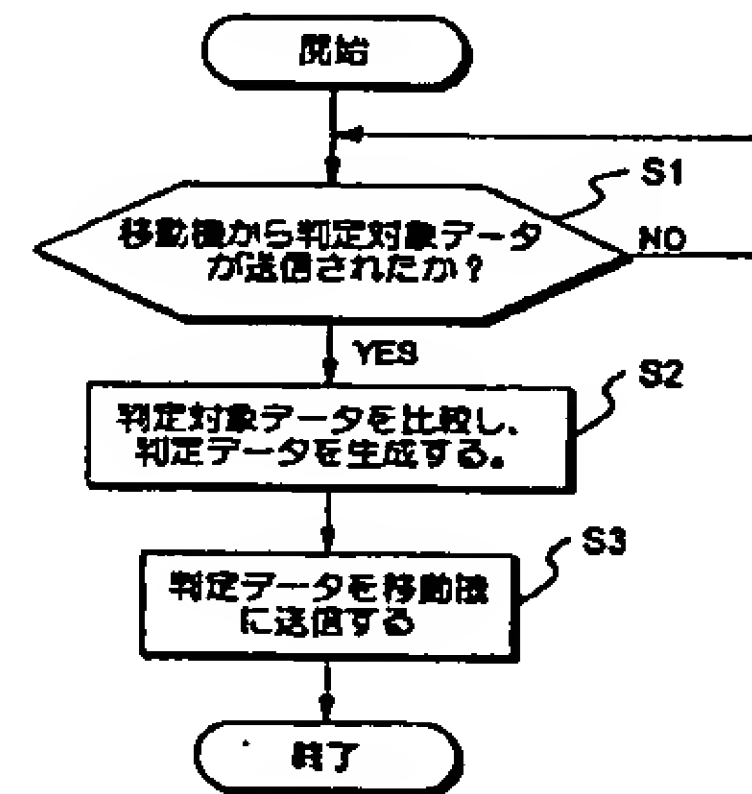 開始
S1
移動機から判定対象データ
が送信されたか?
NO
YES
S2
判定対象データを比較し、
判定データを生成する。
S3
判定データを移動機
に送信する
終了